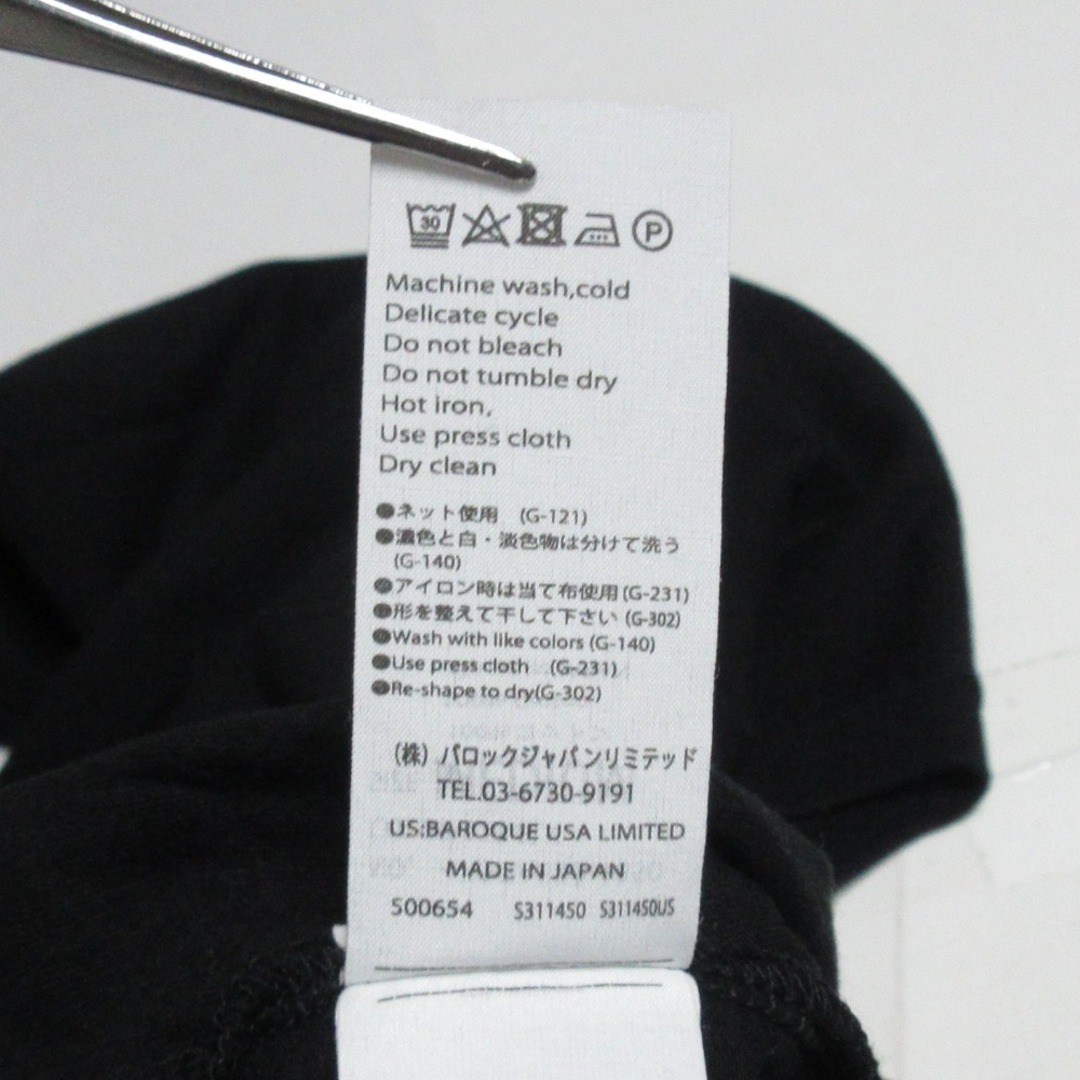 30 P
Machine wash,cold
Delicate cycle
Do not bleach
Do not tumble dry
Hot iron,
Use press cloth
Dry clean
●ネット使用 (G-121)
●濃色と白・淡色物は分けて洗う
(G-140)
●アイロン時は当て布使用(G-231)
●形を整えて干して下さい (G-302)
●Wash with like colors (G-140)
●Use press cloth (G-231)
●Re-shape to dry(G-302)
(株) バロックジャパンリミテッド
TEL.03-6730-9191
US:BAROQUE USA LIMITED
MADE IN JAPAN
500654 S311450 S311450US